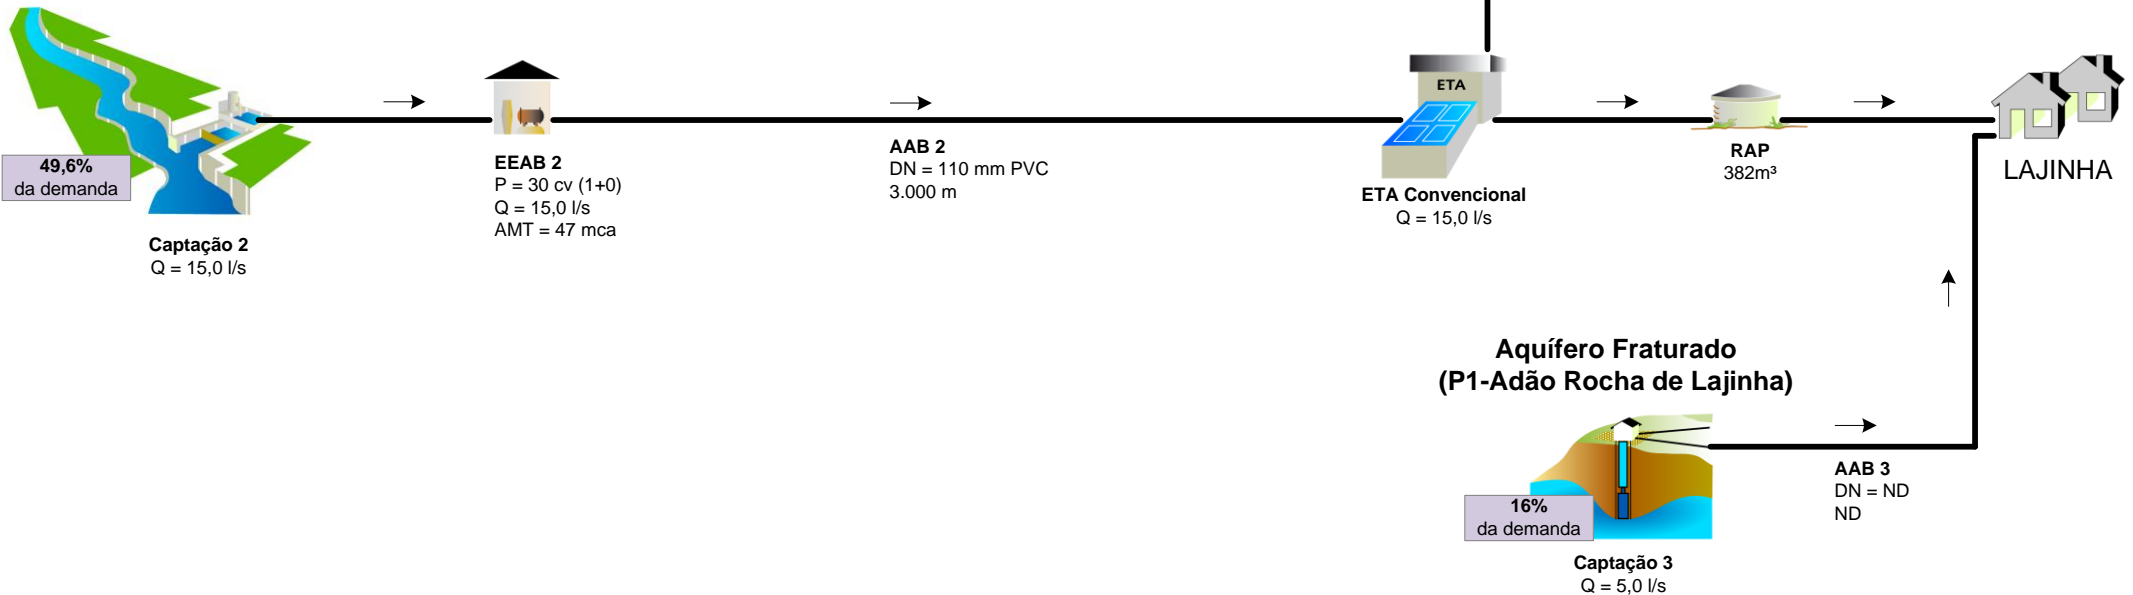 49,6%
da demanda
Captação 2
Q = 15,0 l/s
EEAB 2
P = 30 cv (1+0)
Q = 15,0 l/s
AMT = 47 mca
AAB 2
DN = 110 mm PVC
3.000 m
ETA
ETA Convencional
Q = 15,0 l/s
RAP
382m³
LAJINHA
Aquífero Fraturado
(P1-Adão Rocha de Lajinha)
16%
da demanda
Captação 3
Q = 5,0 l/s
AAB 3
DN = ND
ND